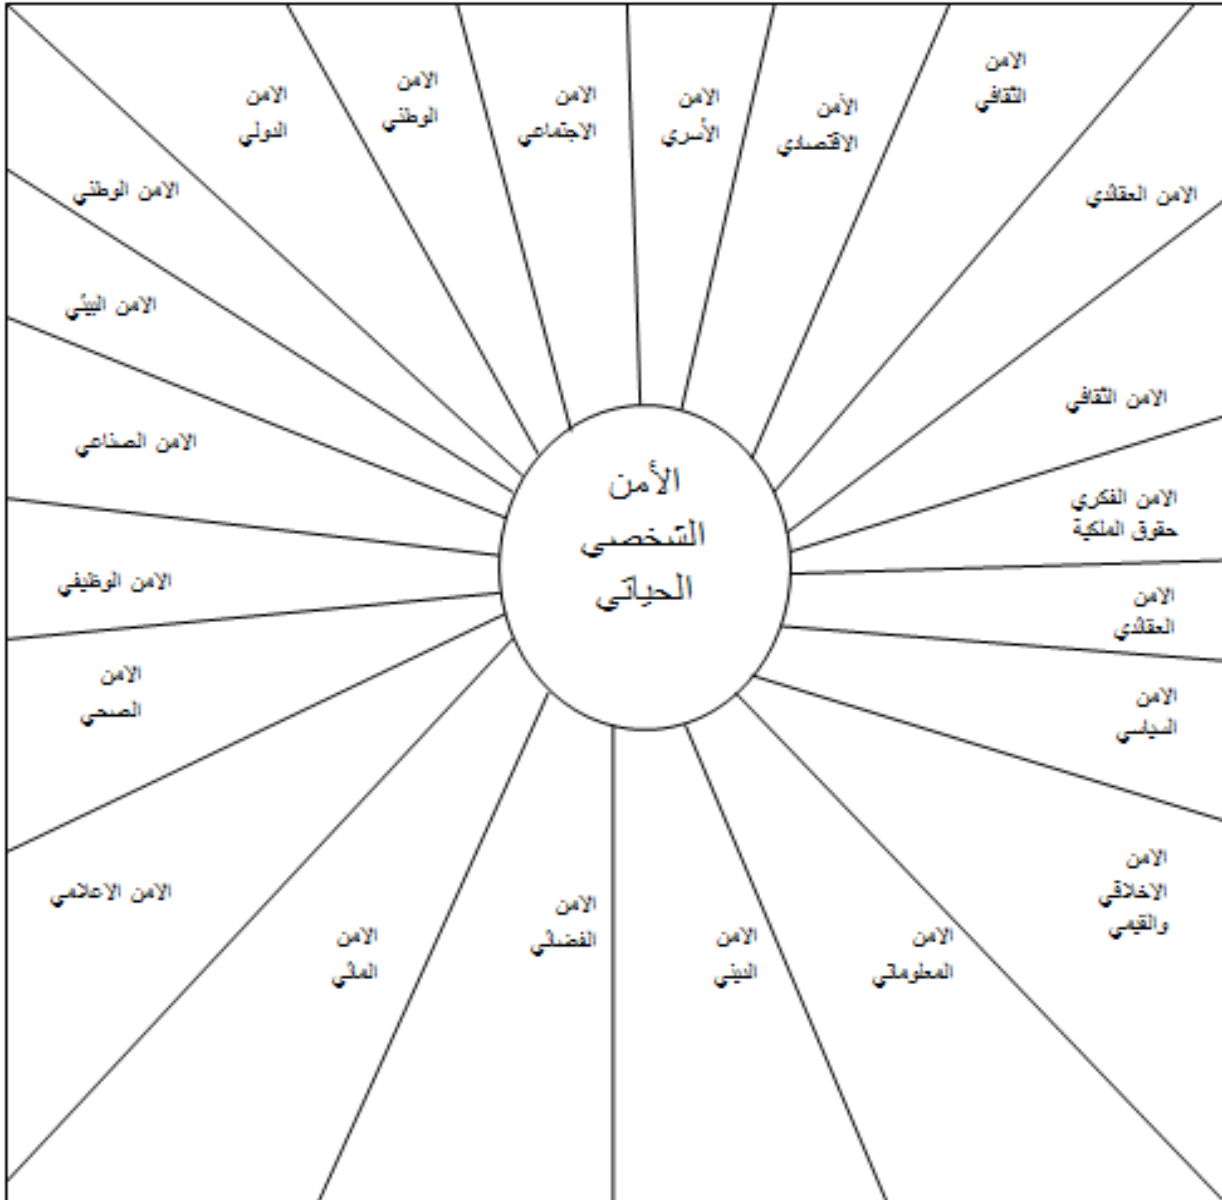 الامن
الثقافي
الأمن
الاقتصادي
الامن
الأسري
الامن
الاجتماعي
الامن
الوطني
الامن
الدولي
الامن الوطني
الامن البيئي
الامن الصناعي
الامن الوظيفي
الامن
الصحي
الامن الاعلامي
الامن
المائي
الامن
الفضائي
الامن
البيني
الامن
المعلوماتي
الامن
الاخلاقي
والقيمي
الامن
السياسي
الامن
العقائدي
الامن الفكري
حقوق الملكية
الامن الثقافي
الامن العقائدي
الأمن
الشخصي
الحياتي